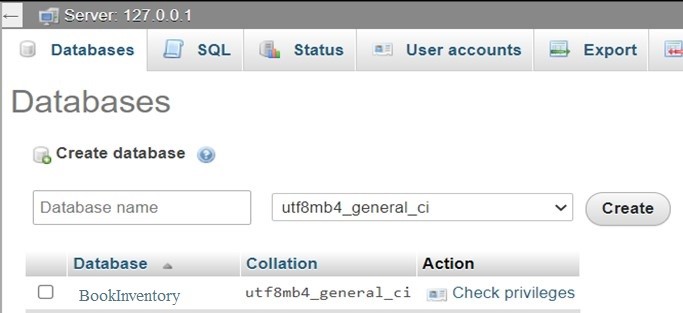 Server: 127.0.0.1
Databases SQL Status User accounts Export
Databases
Create database
Database name utf8mb4_general_ci Create
Database Collation Action
BookInventory utf8mb4_general_ci Check privileges